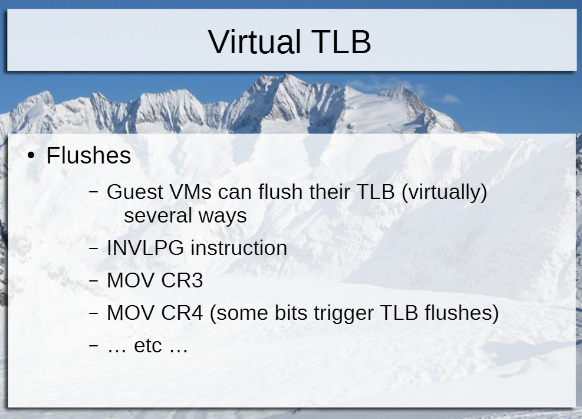 Virtual TLB
• Flushes
– Guest VMs can flush their TLB (virtually)
several ways
– INVLPG instruction
– MOV CR3
– MOV CR4 (some bits trigger TLB flushes)
– … etc …